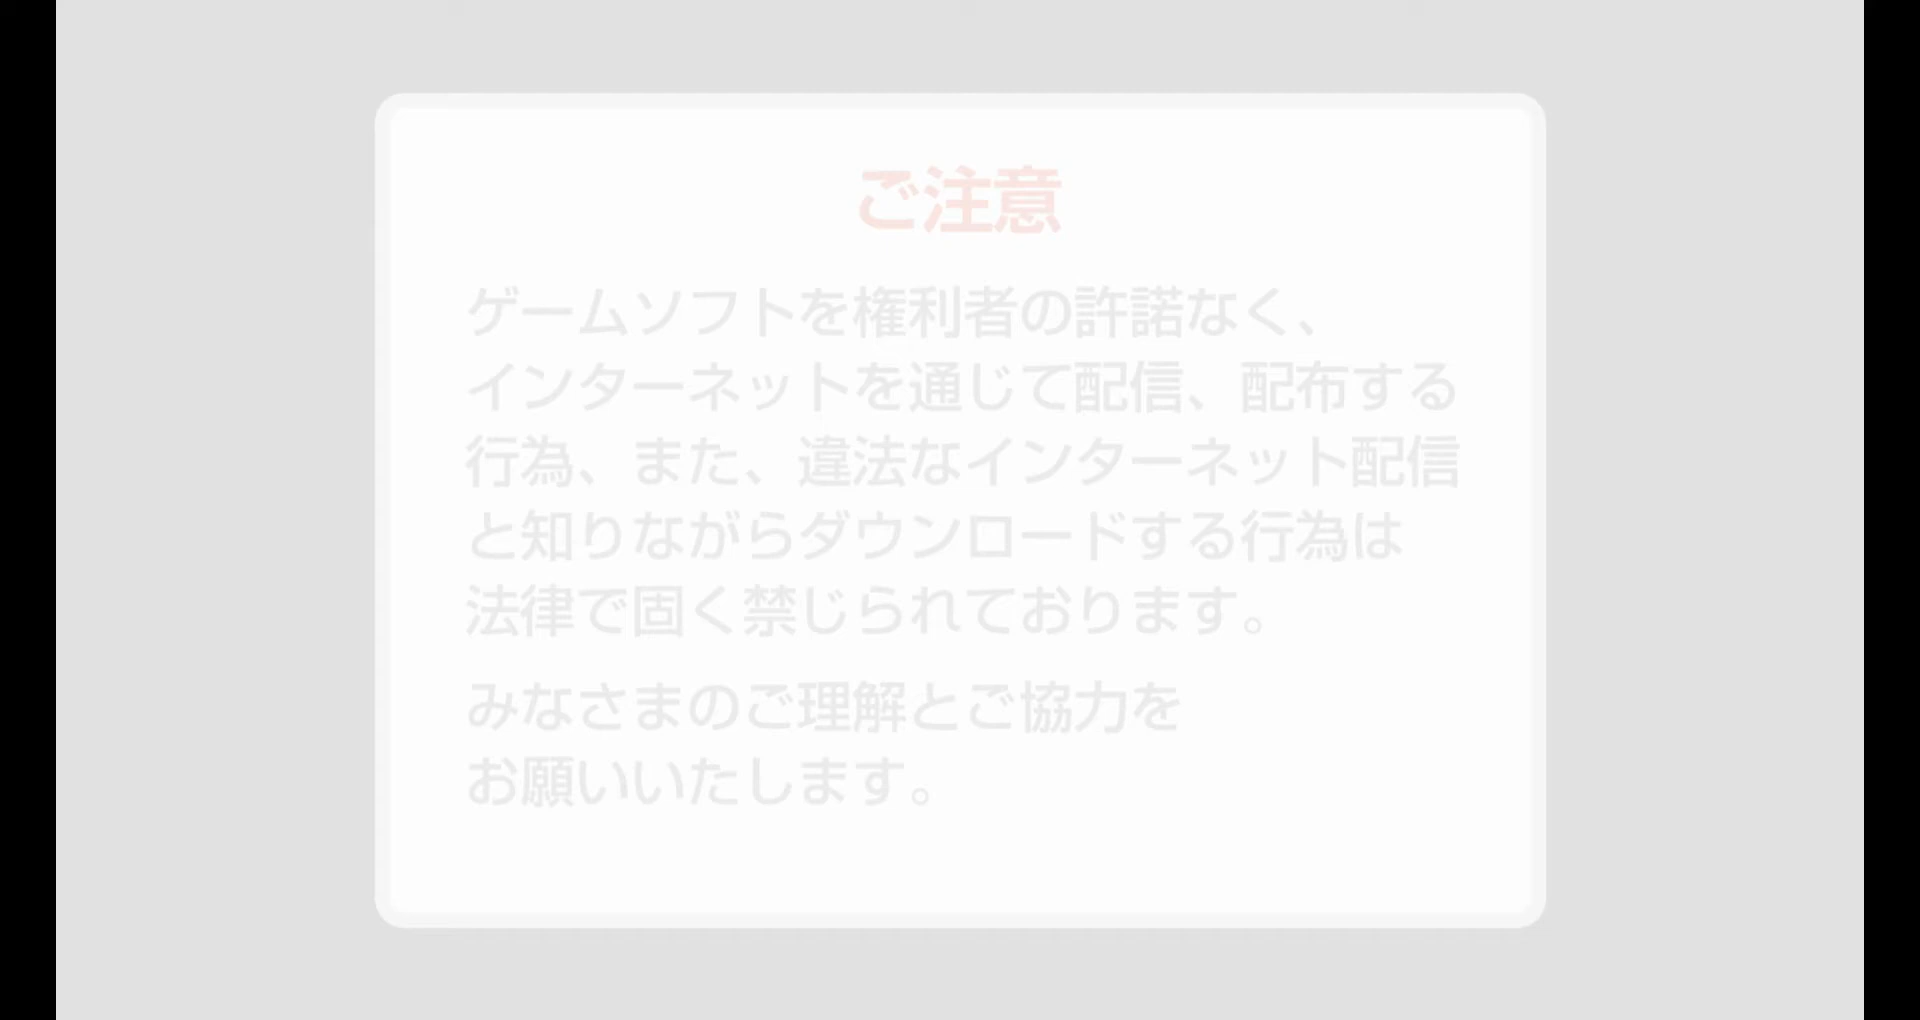 ご注意
ゲームソフトを権利者の許諾なく、
インターネットを通じて配信、配布する
行為、また、違法なインターネット配信
と知りながらダウンロードする行為は
法律で固く禁じられております。
みなさまのご理解とご協力を
お願いいたします。